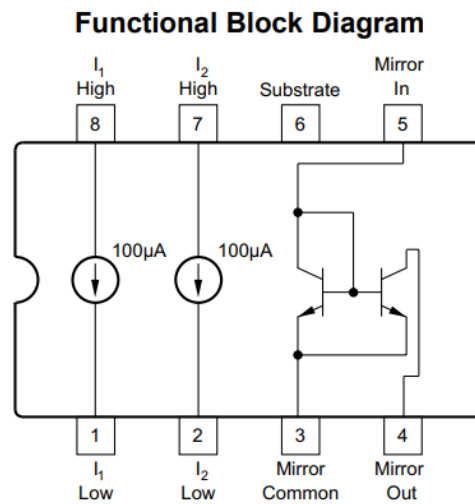 Functional Block Diagram
I1 I2 Mirror
High High Substrate In
8 7 6 5
100µA 100µA
1 2 3 4
I1 I2 Mirror Mirror
Low Low Common Out